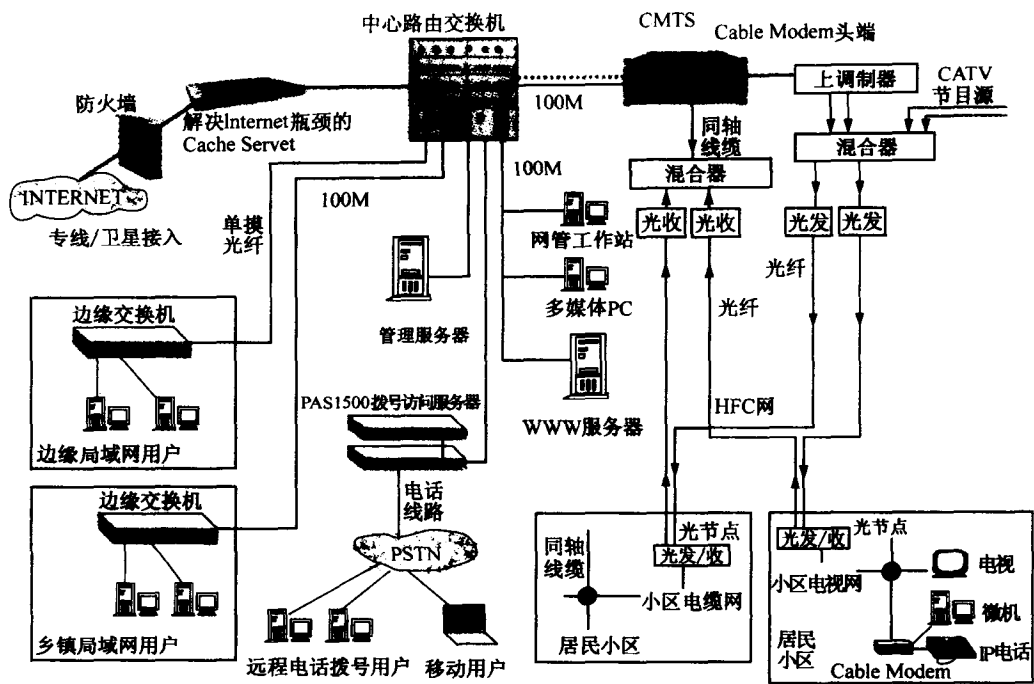 中心路由交换机
CMTS
Cable Modem头端
100M
上调制器
CATV
节目源
防火墙
解决Internet瓶颈的
Cache Servet
同轴
线缆
混合器
混合器
INTERNET
专线/卫星接入
单摸
光纤
100M
100M
光收
光收
光发
光发
网管工作站
光纤
光纤
多媒体PC
管理服务器
边缘交换机
边缘局域网用户
PAS1500拨号访问服务器
WWW服务器
HFC网
电话
线路
PSTN
边缘交换机
乡镇局域网用户
远程电话拨号用户
移动用户
光节点
同轴
线缆
光发/收
小区电缆网
居民小区
光节点
光发/收
小区电视网
电视
微机
居民
小区
IP电话
Cable Modem